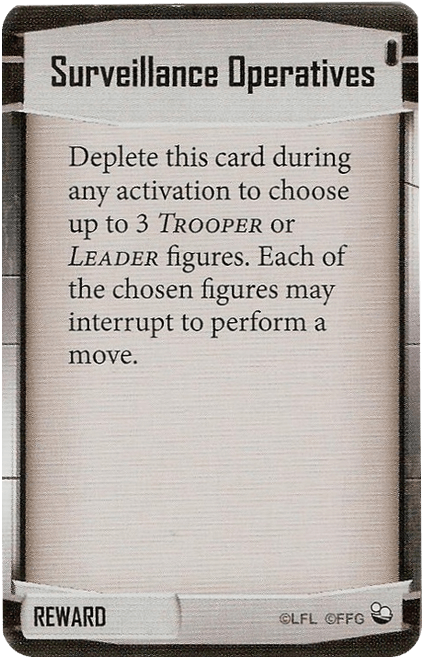 Surveillance Operatives
Deplete this card during
any activation to choose
up to 3 TROOPER or
LEADER figures. Each of
the chosen figures may
interrupt to perform a
move.
REWARD
©LFL ©FFG